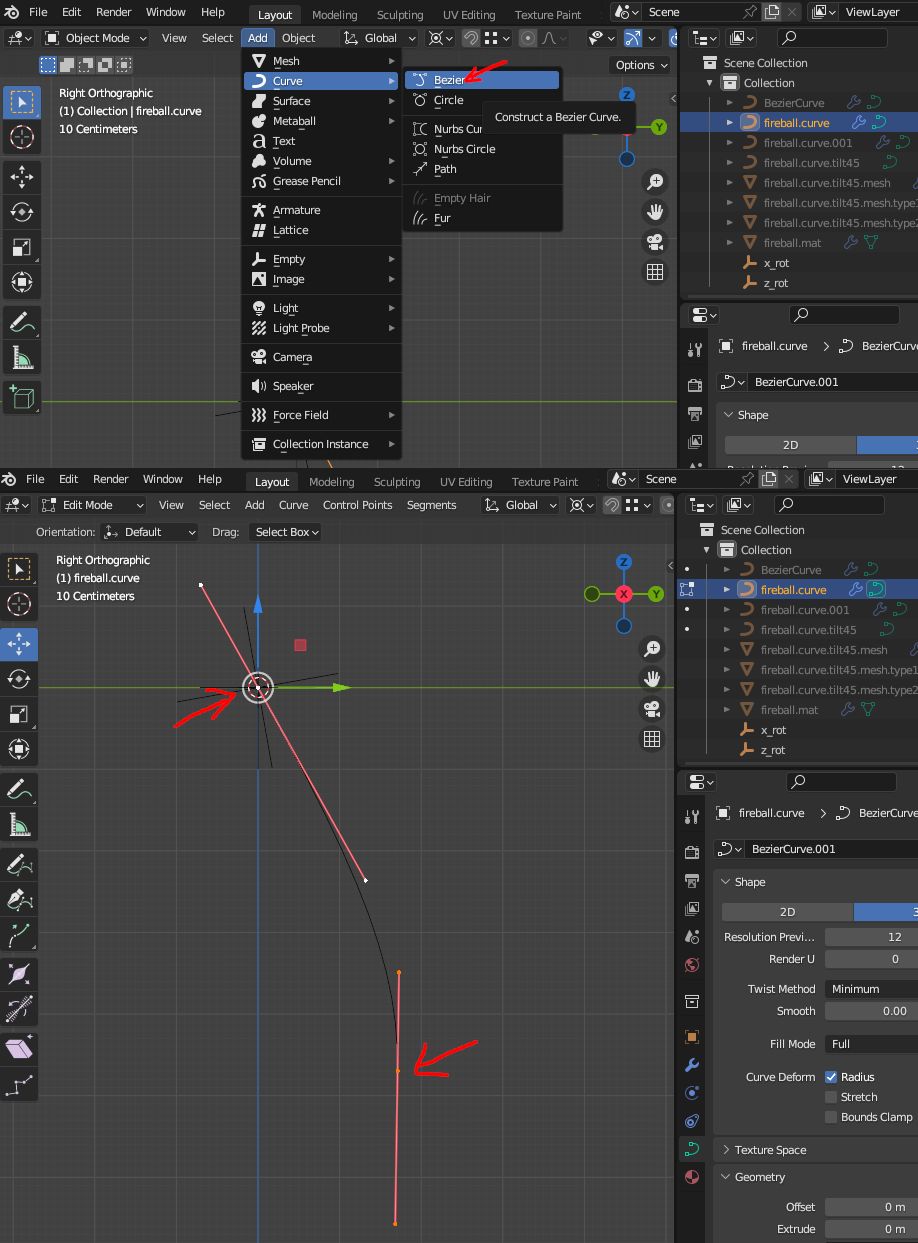 File Edit Render Window Help Layout Modeling Sculpting UV Editing Texture Paint Scene ViewLayer
Object Mode View Select Add Object Global
Options
Right Orthographic
(1) Collection | fireball.curve
10 Centimeters
Mesh
Curve
Surface
Metaball
Text
Volume
Grease Pencil
Armature
Lattice
Empty
Image
Light
Light Probe
Camera
Speaker
Force Field
Collection Instance
Bezier
Circle
Nurbs Cur
Nurbs Circle
Path
Empty Hair
Fur
Construct a Bezier Curve.
Z
Y
Scene Collection
Collection
BezierCurve
fireball.curve
fireball.curve.001
fireball.curve.tilt45
fireball.curve.tilt45.mesh
fireball.curve.tilt45.mesh.type1
fireball.curve.tilt45.mesh.type2
fireball.mat
x_rot
z_rot
fireball.curve BezierCurv
BezierCurve.001
Shape
2D
File Edit Render Window Help Layout Modeling Sculpting UV Editing Texture Paint Scene ViewLayer
Edit Mode View Select Add Curve Control Points Segments Global
Orientation: Default Drag: Select Box
Right Orthographic
(1) fireball.curve
10 Centimeters
Z
X
Y
Scene Collection
Collection
BezierCurve
fireball.curve
fireball.curve.001
fireball.curve.tilt45
fireball.curve.tilt45.mesh
fireball.curve.tilt45.mesh.type1
fireball.curve.tilt45.mesh.type2
fireball.mat
x_rot
z_rot
fireball.curve BezierCurve
BezierCurve.001
Shape
2D 3
Resolution Previ... 12
Render U 0
Twist Method Minimum
Smooth 0.00
Fill Mode Full
Curve Deform Radius
Stretch
Bounds Clamp
Texture Space
Geometry
Offset 0 m
Extrude 0 m